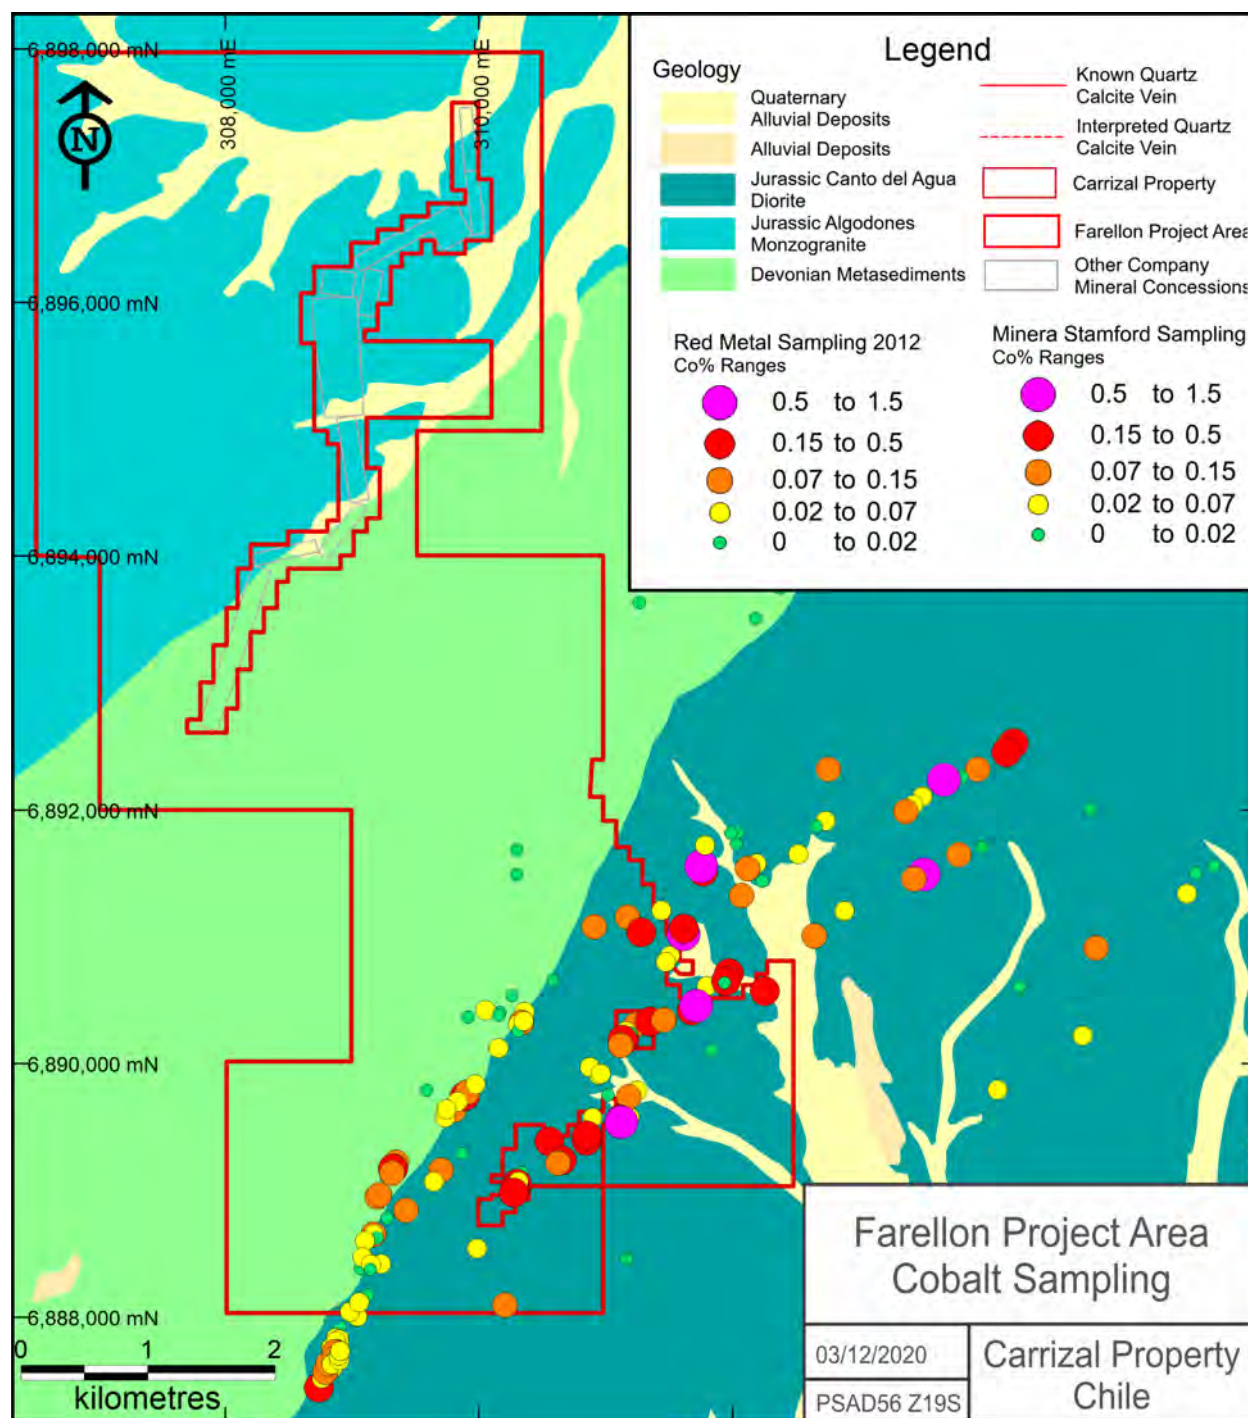 6,898,000 mN
308,000 mE
310,000 mE
N
6,896,000 mN
6,894,000 mN
6,892,000 mN
6,890,000 mN
6,888,000 mN
0 1 2
kilometres
Legend
Geology
Quaternary
Alluvial Deposits
Alluvial Deposits
Jurassic Canto del Agua
Diorite
Jurassic Algodones
Monzogranite
Devonian Metasediments
Known Quartz
Calcite Vein
Interpreted Quartz
Calcite Vein
Carrizal Property
Farellon Project Area
Other Company
Mineral Concessions
Red Metal Sampling 2012
Co% Ranges
0.5 to 1.5
0.15 to 0.5
0.07 to 0.15
0.02 to 0.07
0 to 0.02
Minera Stamford Sampling
Co% Ranges
0.5 to 1.5
0.15 to 0.5
0.07 to 0.15
0.02 to 0.07
0 to 0.02
Farellon Project Area
Cobalt Sampling
03/12/2020
PSAD56 Z19S
Carrizal Property
Chile